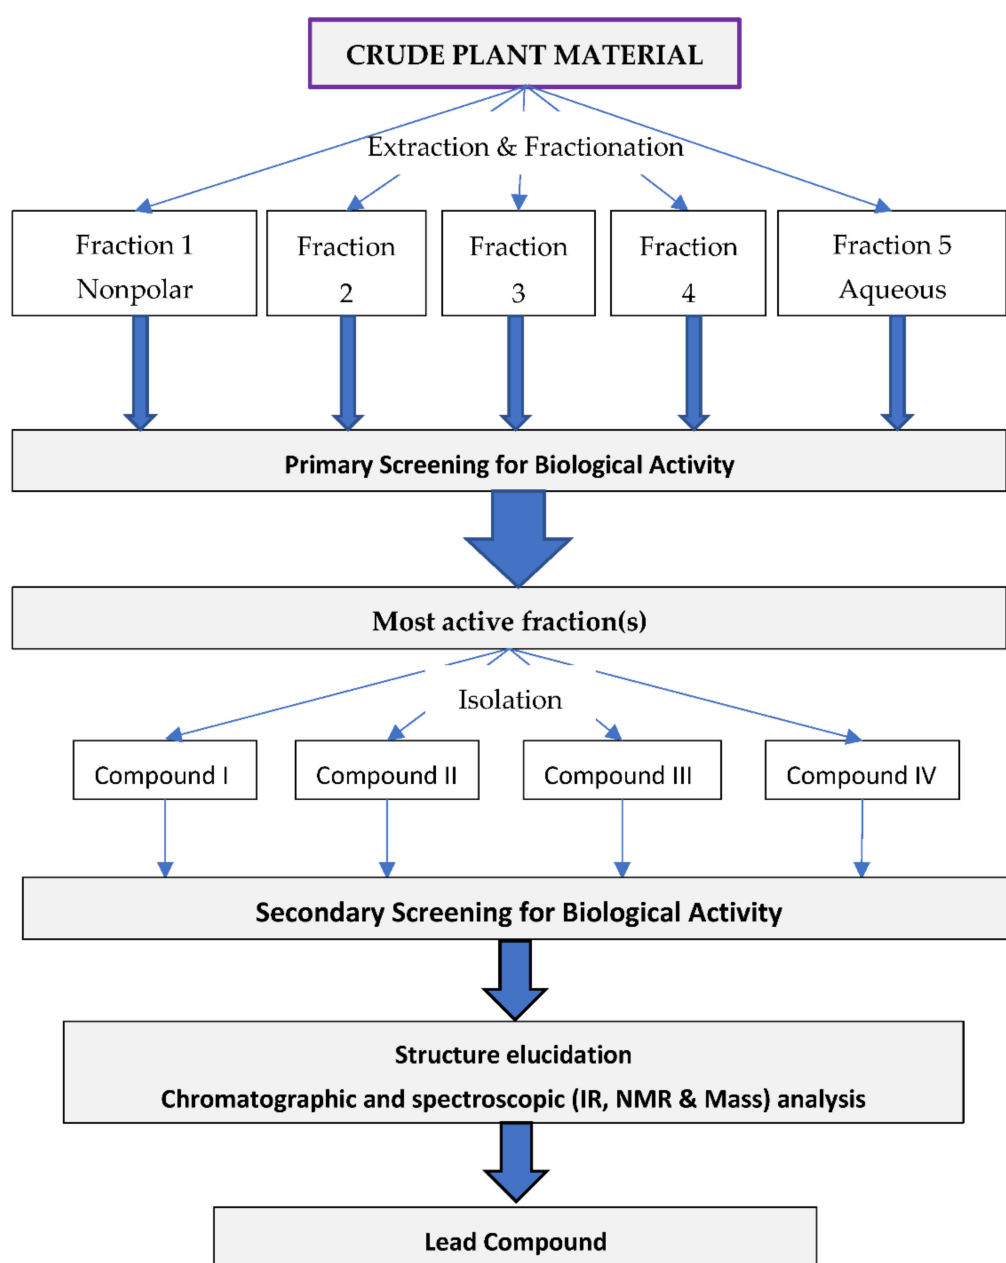 CRUDE PLANT MATERIAL
Extraction & Fractionation
Fraction 1
Nonpolar
Fraction
2
Fraction
3
Fraction
4
Fraction 5
Aqueous
Primary Screening for Biological Activity
Most active fraction(s)
Isolation
Compound I
Compound II
Compound III
Compound IV
Secondary Screening for Biological Activity
Structure elucidation
Chromatographic and spectroscopic (IR, NMR & Mass) analysis
Lead Compound